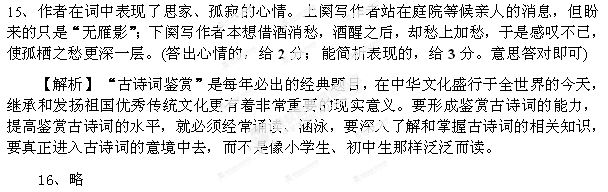 15、作者在词中表现了思家、孤寂的心情。上阕写作者站在庭院等候亲人的消息，但盼
来的只是“无雁影”；下阕写作者本想借酒消愁，酒醒之后，却愁上加愁，于是感叹不已，
使孤栖之愁更深一层。(答出心情的，给 2 分；能简析表现的，给 3 分。意思答对即可)
【解析】“古诗词鉴赏”是每年必出的经典题目，在中华文化盛行于全世界的今天，
继承和发扬祖国优秀传统文化更有着非常重要的现实意义。要形成鉴赏古诗词的能力，
提高鉴赏古诗词的水平，就必须经常诵读、涵泳，要深入了解和掌握古诗词的相关知识，
要真正进入古诗词的意境中去，而不是像小学生、初中生那样泛泛而读。
16、略